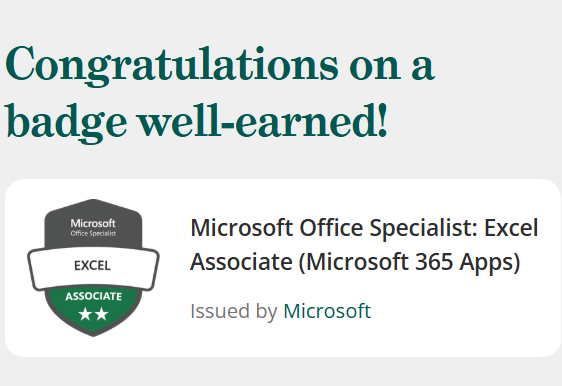 Congratulations on a
badge well-earned!
Microsoft
Office Specialist
EXCEL
ASSOCIATE
Microsoft Office Specialist: Excel
Associate (Microsoft 365 Apps)
Issued by Microsoft